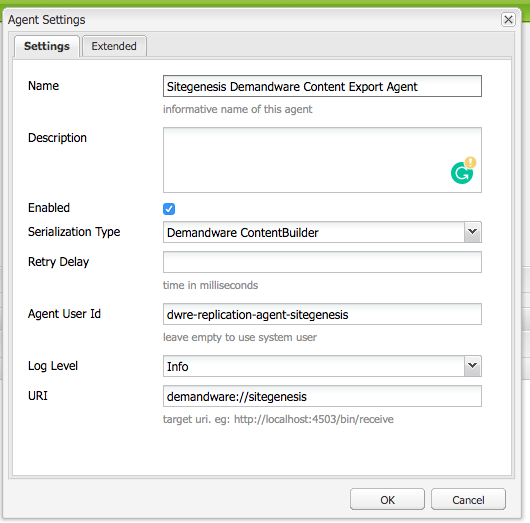 Agent Settings
Settings Extended
Name Sitegenesis Demandware Content Export Agent
informative name of this agent
Description
Enabled
Serialization Type Demandware ContentBuilder
Retry Delay
time in milliseconds
Agent User Id dwre-replication-agent-sitegenesis
leave empty to use system user
Log Level Info
URI demandware://sitegenesis
target uri. eg: http://localhost:4503/bin/receive
OK Cancel